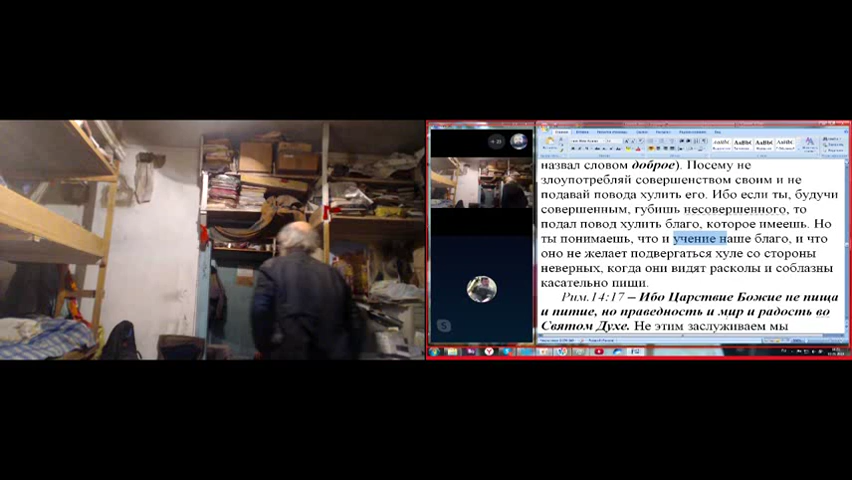 назвал словом доброе). Посему не
злоупотребляй совершенством своим и не
подавай повода хулить его. Ибо если ты, будучи
совершенным, губишь несовершенного, то
подал повод хулить благо, которое имеешь. Но
ты понимаешь, что и учение наше благо, и что
оно не желает подвергаться хуле со стороны
неверных, когда они видят расколы и соблазны
касательно пищи.
Рим.14:17 – Ибо Царствие Божие не пища
и питие, но праведность и мир и радость во
Святом Духе. Не этим заслуживаем мы